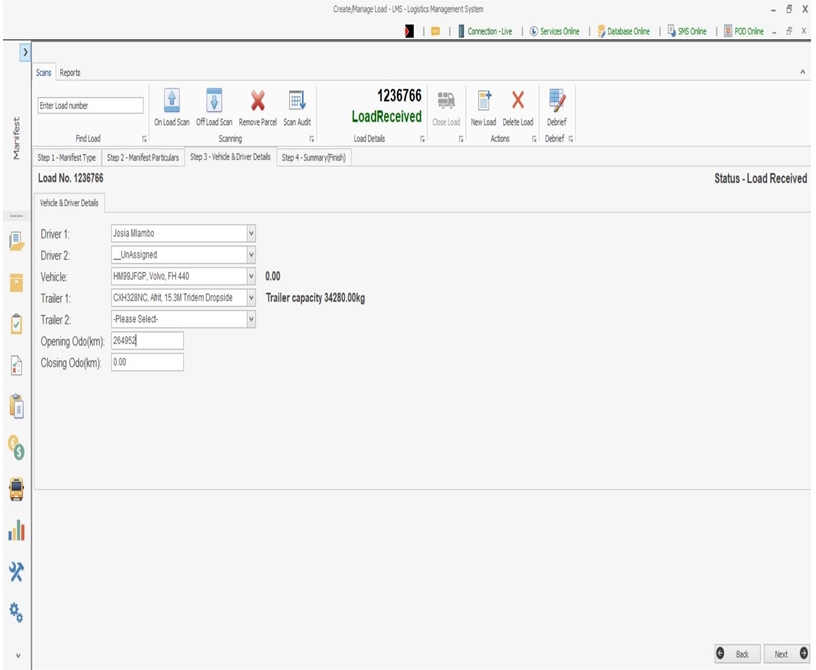 Create/Manage Load - LMS - Logistics Management System
Connection - Live | Services Online | Database Online | SMS Online | POD Online
Scans Reports
Enter Load number
On Load Scan Off Load Scan Remove Parcel Scan Audit
1236766
LoadReceived
Close Load New Load Delete Load Debrief
Find Load Scanning Load Details Actions Debrief
Manifest
Step 1 - Manifest Type Step 2 - Manifest Particulars Step 3 - Vehicle & Driver Details Step 4 - Summary(Finish)
Load No. 1236766 Status - Load Received
Vehicle & Driver Details
Driver 1: Josia Mlambo
Driver 2: __UnAssigned
Vehicle: HM99JFGP, Volvo, FH 440 0.00
Trailer 1: CXH328NC, Afrit, 15.3M Tridem Dropside Trailer capacity 34280.00kg
Trailer 2: -Please Select-
Opening Odo(km): 264952
Closing Odo(km): 0.00
Back Next